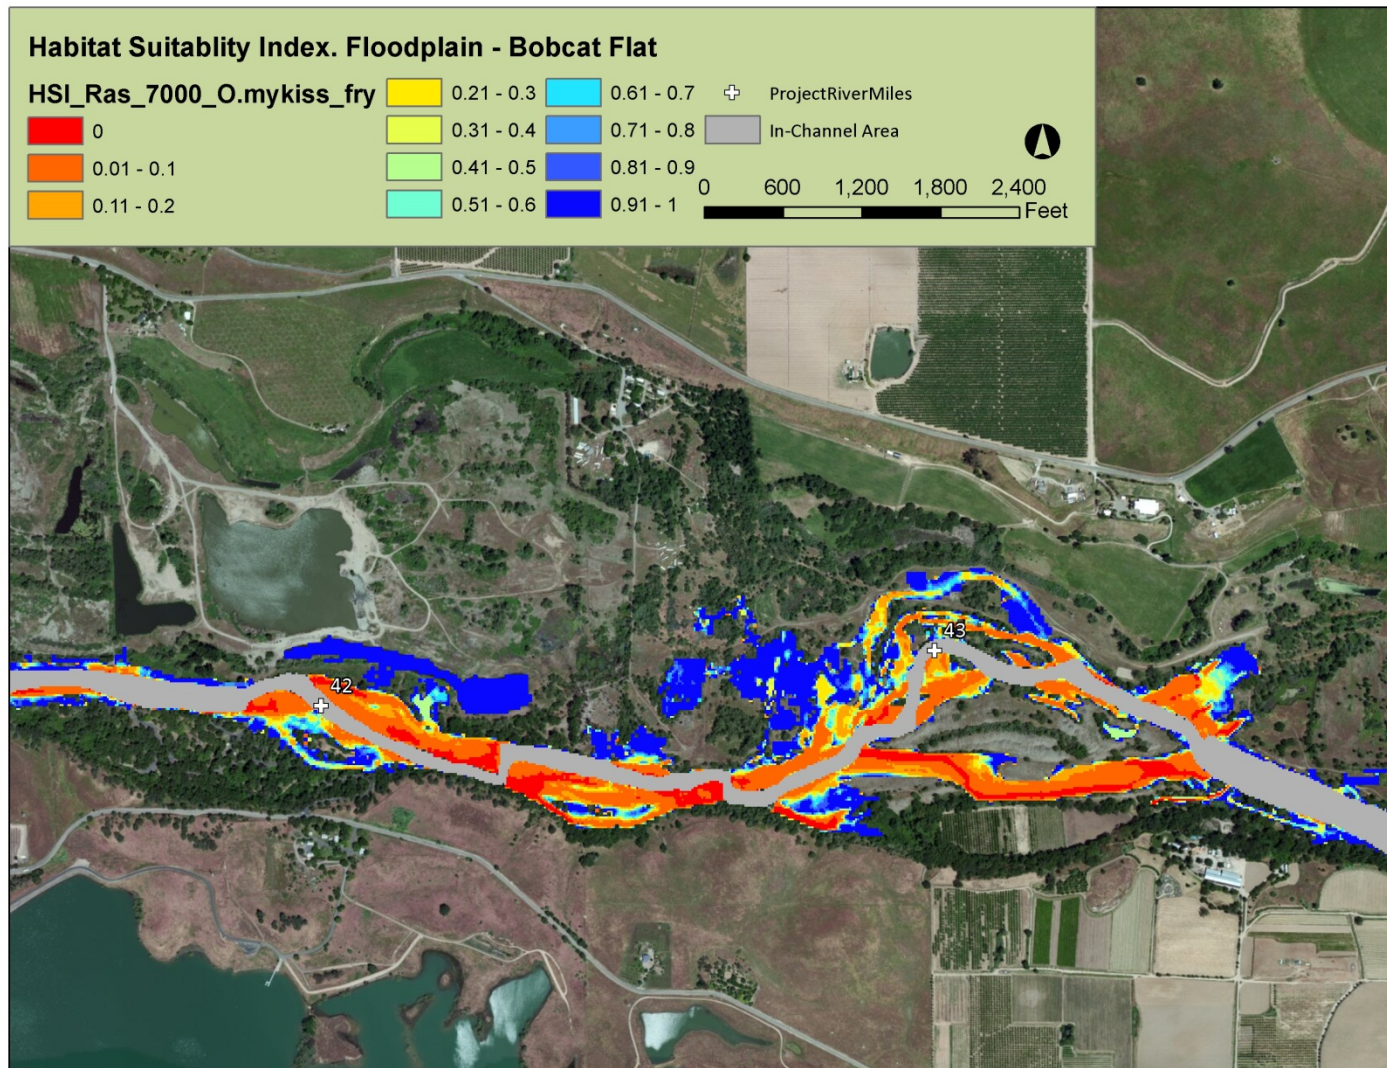 Habitat Suitablity Index. Floodplain - Bobcat Flat
HSI_Ras_7000_O.mykiss_fry
0
0.01 - 0.1
0.11 - 0.2
0.21 - 0.3
0.31 - 0.4
0.41 - 0.5
0.51 - 0.6
0.61 - 0.7
0.71 - 0.8
0.81 - 0.9
0.91 - 1
ProjectRiverMiles
In-Channel Area
0 600 1,200 1,800 2,400
Feet
43
42